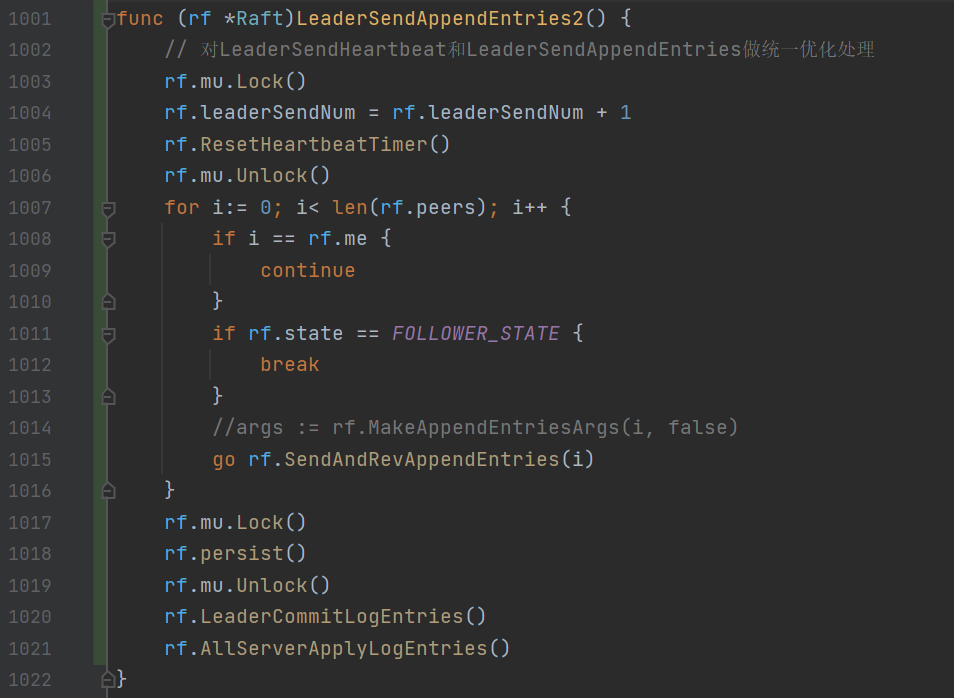 1001 func (rf *Raft)LeaderSendAppendEntries2() {
1002 // 对LeaderSendHeartbeat和LeaderSendAppendEntries做统一优化处理
1003 rf.mu.Lock()
1004 rf.leaderSendNum = rf.leaderSendNum + 1
1005 rf.ResetHeartbeatTimer()
1006 rf.mu.Unlock()
1007 for i:= 0; i< len(rf.peers); i++ {
1008 if i == rf.me {
1009 continue
1010 }
1011 if rf.state == FOLLOWER_STATE {
1012 break
1013 }
1014 //args := rf.MakeAppendEntriesArgs(i, false)
1015 go rf.SendAndRevAppendEntries(i)
1016 }
1017 rf.mu.Lock()
1018 rf.persist()
1019 rf.mu.Unlock()
1020 rf.LeaderCommitLogEntries()
1021 rf.AllServerApplyLogEntries()
1022 }